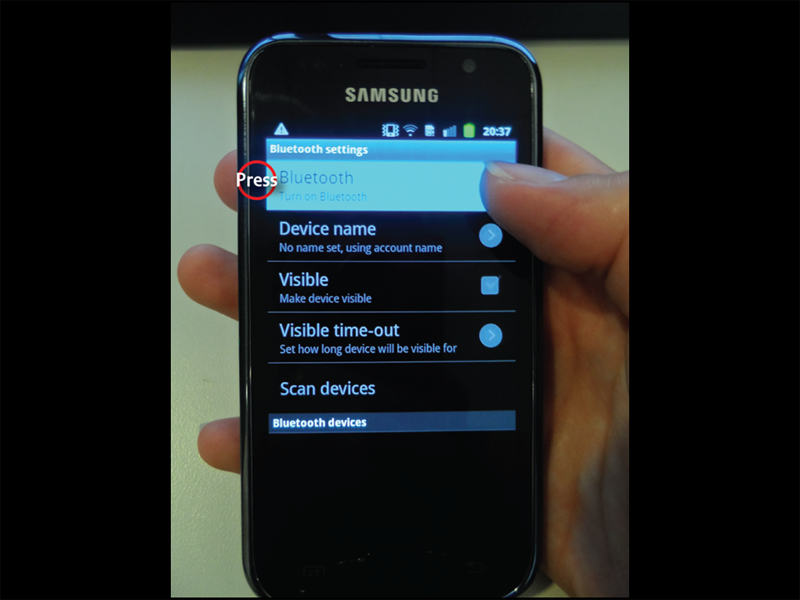 SAMSUNG
20:37
Bluetooth settings
Press
Bluetooth
Turn on Bluetooth
Device name
No name set, using account name
Visible
Make device visible
Visible time-out
Set how long device will be visible for
Scan devices
Bluetooth devices